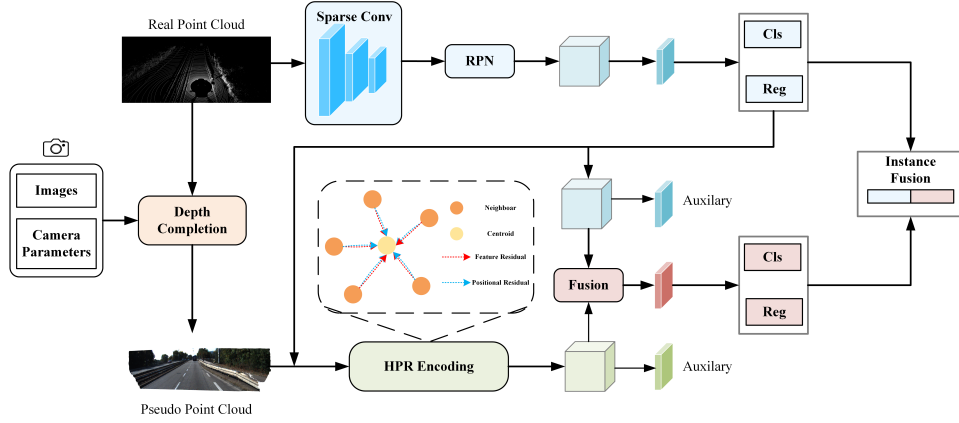 Real Point Cloud
Sparse Conv
RPN
Cls
Reg
Images
Camera
Parameters
Depth
Completion
Neighboar
Centroid
Feature Residual
Positional Residual
Auxilary
Instance
Fusion
Fusion
Cls
Reg
HPR Encoding
Auxilary
Pseudo Point Cloud